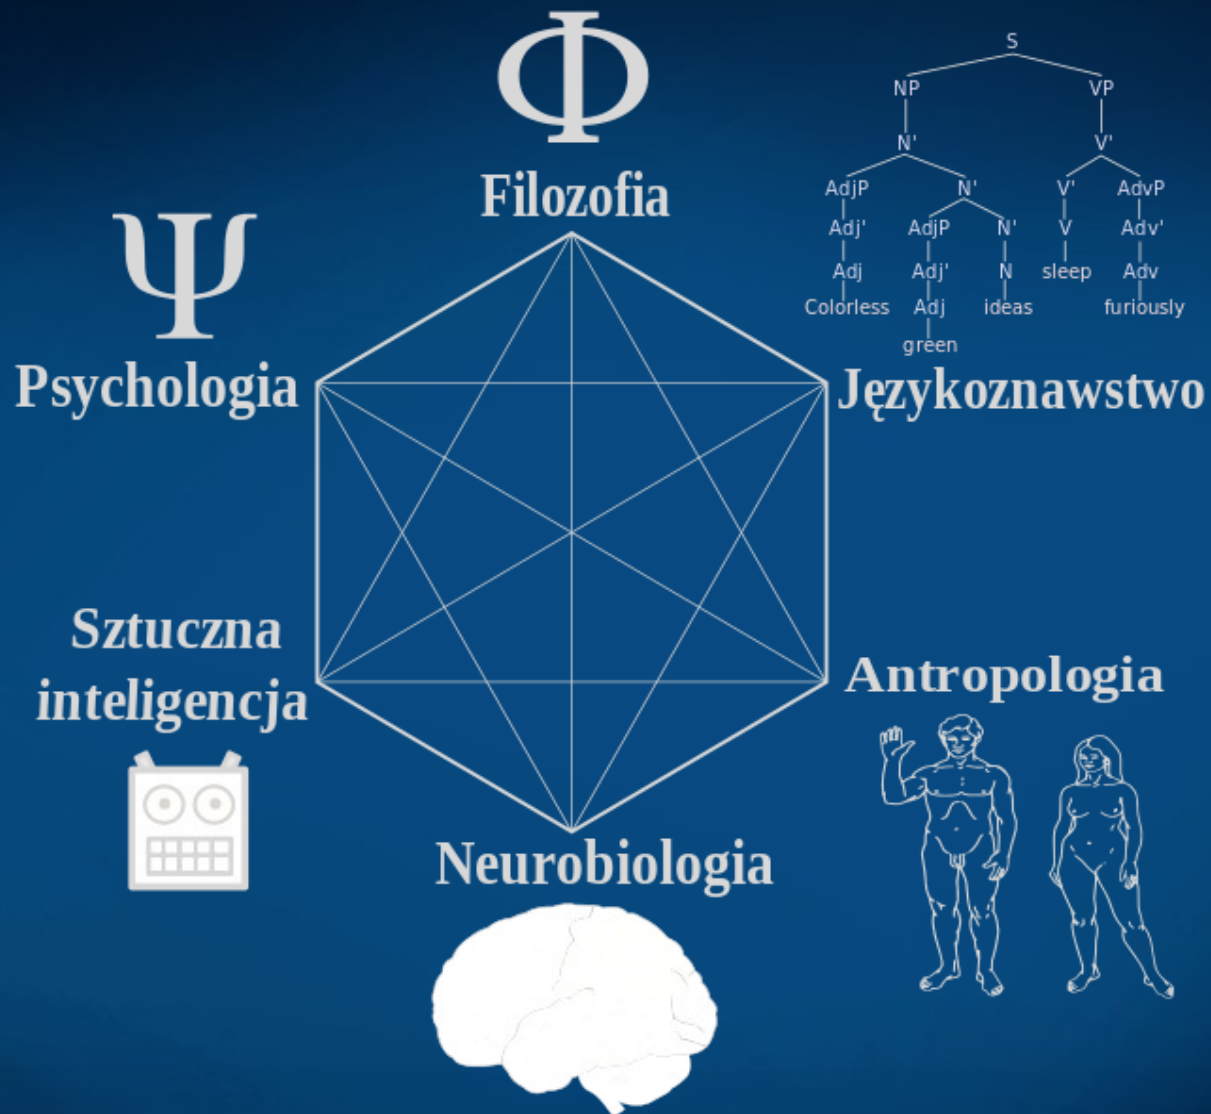 Φ
Filozofia
S
NP VP
N' V'
AdjP N' V' AdvP
Adj' AdjP N' V Adv'
Adj Adj' N sleep Adv
Colorless Adj ideas furiously
green
Językoznawstwo
Ψ
Psychologia
Sztuczna
inteligencja
Antropologia
Neurobiologia